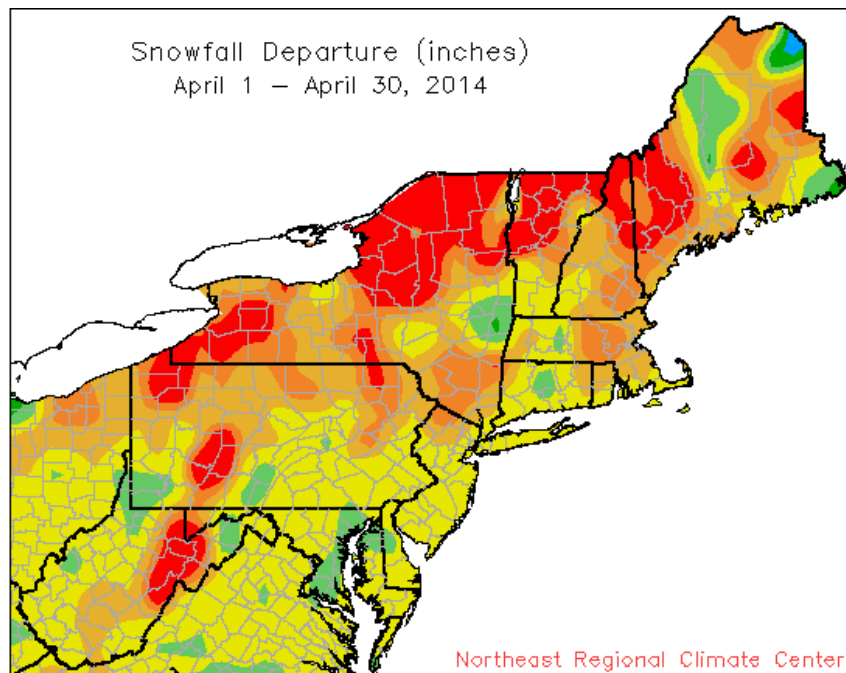 Snowfall Departure (inches)
April 1 – April 30, 2014
Northeast Regional Climate Center